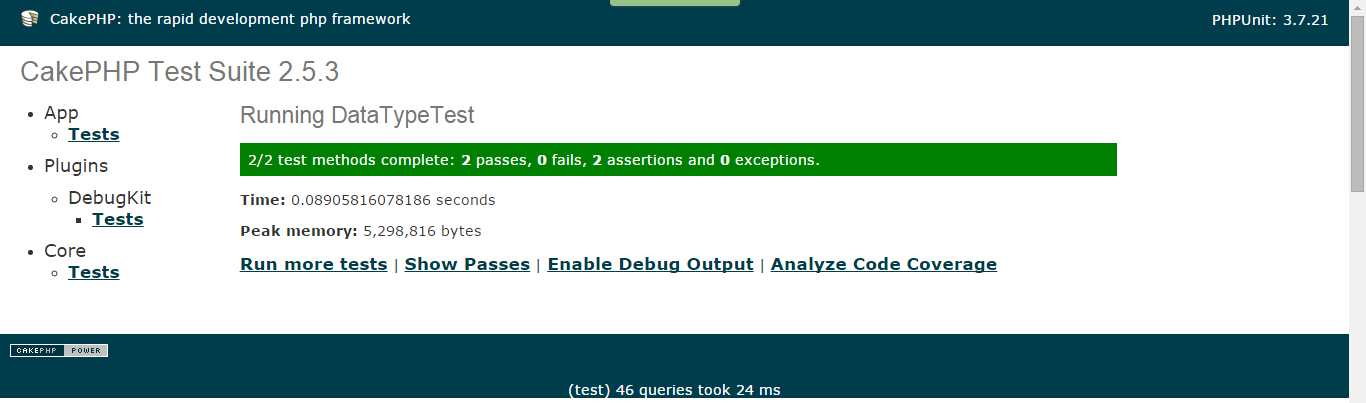 CakePHP: the rapid development php framework
PHPUnit: 3.7.21
CakePHP Test Suite 2.5.3
App
Tests
Plugins
DebugKit
Tests
Core
Tests
Running DataTypeTest
2/2 test methods complete: 2 passes, 0 fails, 2 assertions and 0 exceptions.
Time: 0.08905816078186 seconds
Peak memory: 5,298,816 bytes
Run more tests | Show Passes | Enable Debug Output | Analyze Code Coverage
CAKEPHP POWER
(test) 46 queries took 24 ms